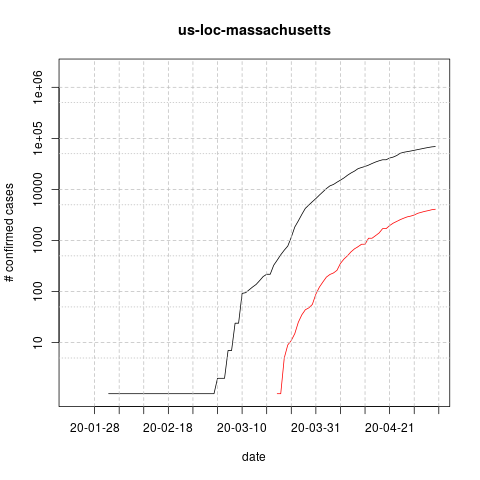 us-loc-massachusetts
# confirmed cases
1e+06
1e+05
10000
1000
100
10
20-01-28
20-02-18
20-03-10
20-03-31
20-04-21
date